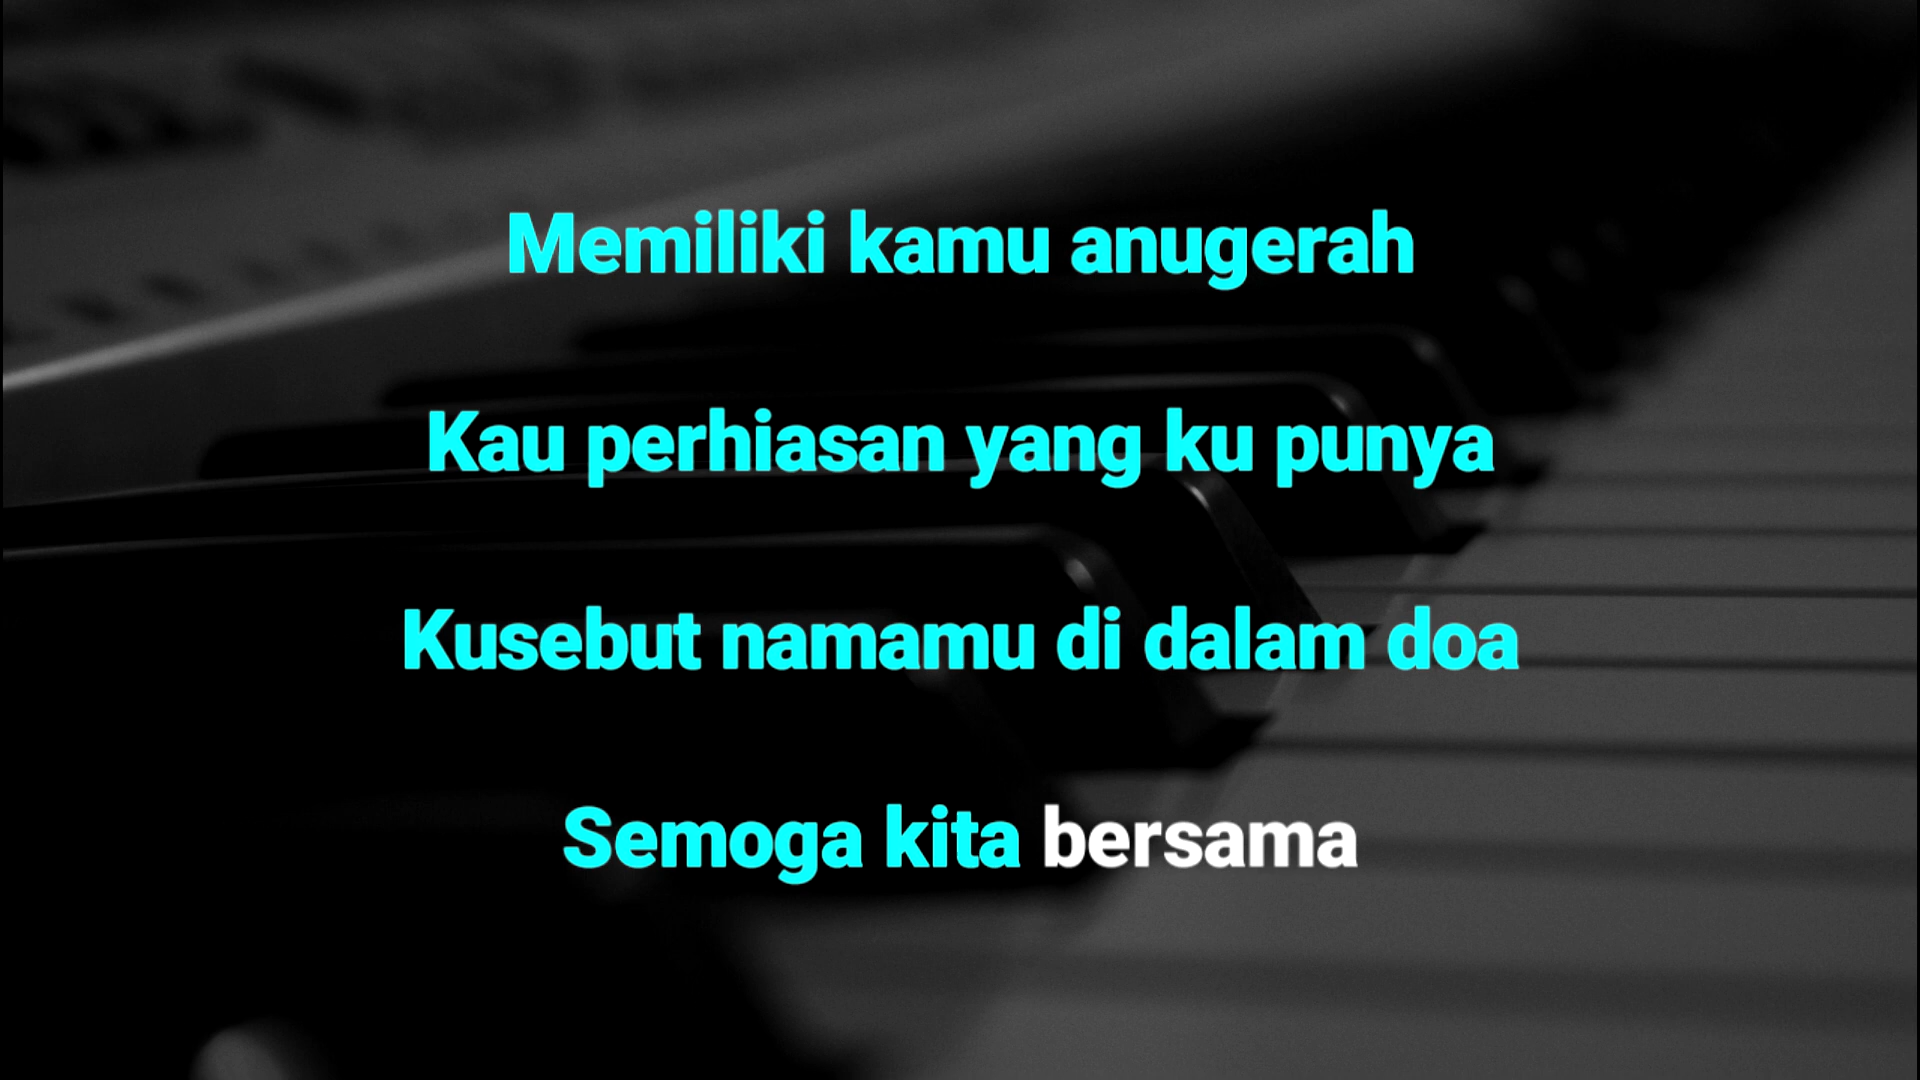 Memiliki kamu anugerah
Kau perhiasan yang ku punya
Kusebut namamu di dalam doa
Semoga kita bersama